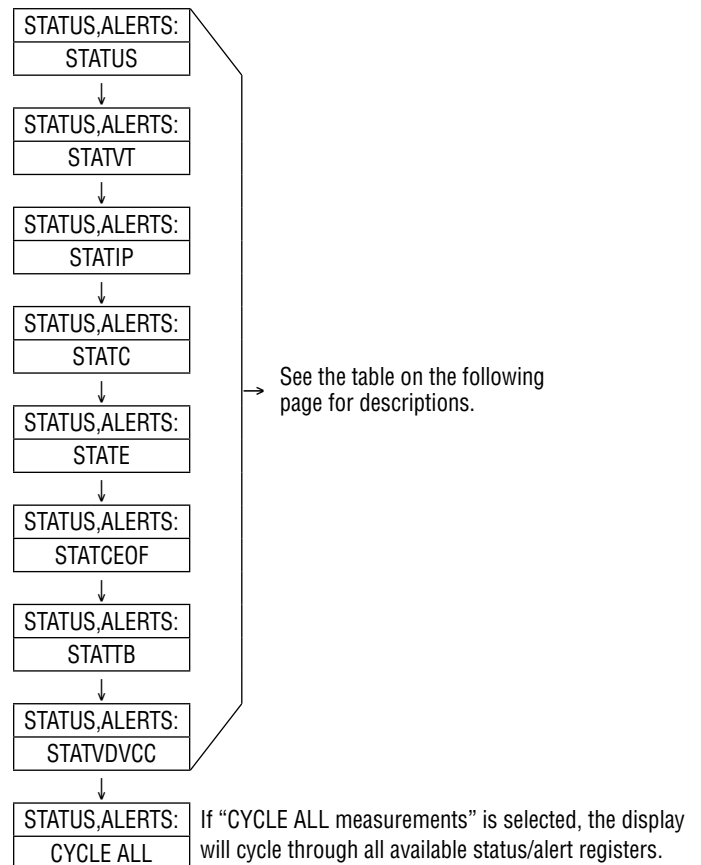 STATUS,ALERTS:
STATUS
STATUS,ALERTS:
STATVT
STATUS,ALERTS:
STATIP
STATUS,ALERTS:
STATC
STATUS,ALERTS:
STATE
STATUS,ALERTS:
STATCEOF
STATUS,ALERTS:
STATTB
STATUS,ALERTS:
STATVDVCC
See the table on the following
page for descriptions.
STATUS,ALERTS:
CYCLE ALL
If “CYCLE ALL measurements” is selected, the display
will cycle through all available status/alert registers.